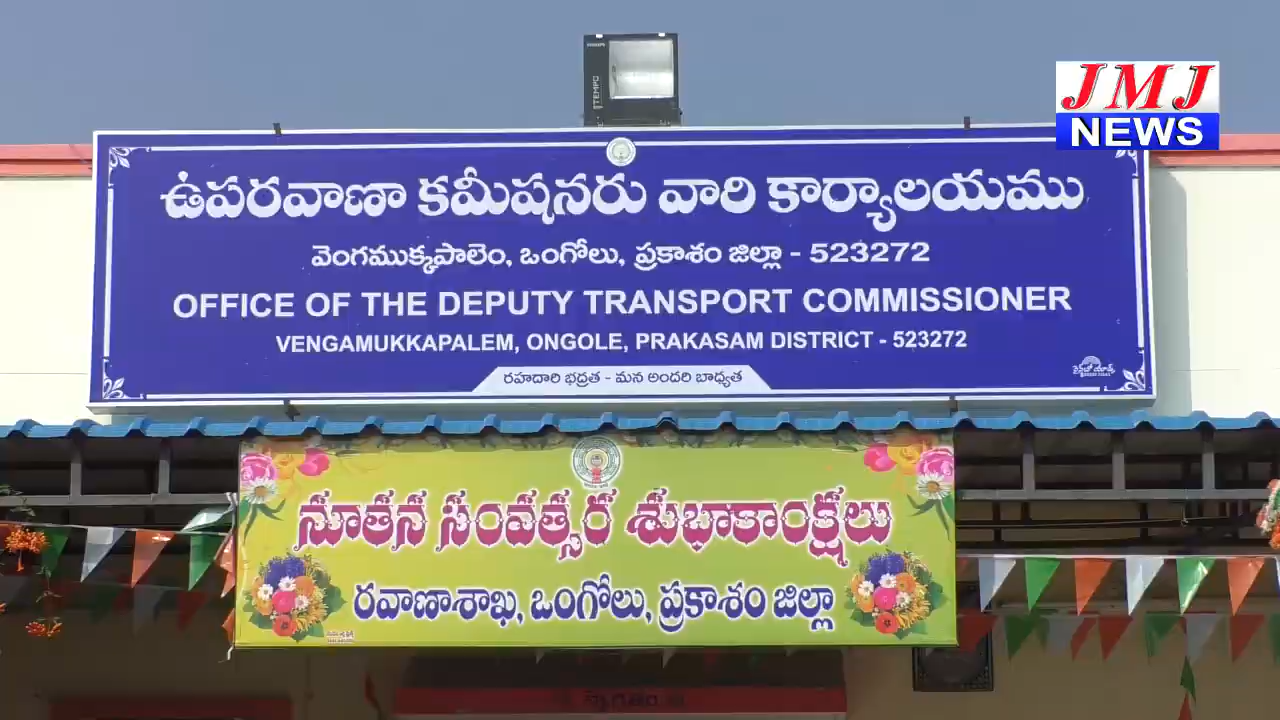 JMJ
NEWS
TEMPO
ఉపరవాణా కమీషనరు వారి కార్యాలయము
వెంగముక్కపాలెం, ఒంగోలు, ప్రకాశం జిల్లా - 523272
OFFICE OF THE DEPUTY TRANSPORT COMMISSIONER
VENGAMUKKAPALEM, ONGOLE, PRAKASAM DISTRICT - 523272
రహదారి భద్రత - మన అందరి బాధ్యత
నూతన సంవత్సర శుభాకాంక్షలు
రవాణాశాఖ, ఒంగోలు, ప్రకాశం జిల్లా